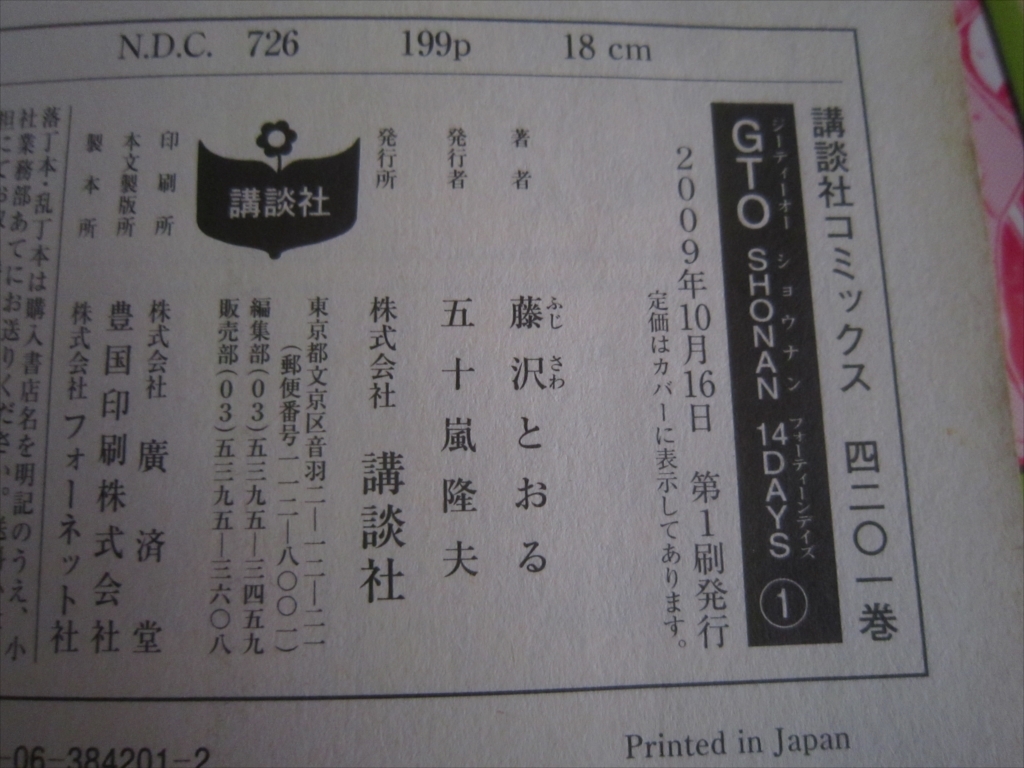 N.D.C. 726 199p 18 cm
講談社コミックス 四二〇一巻
ジーティーオー ショウナン フォーティーンデイズ
GTO SHONAN 14DAYS ①
2009年10月16日 第1刷発行
定価はカバーに表示してあります。
著者 藤沢とおる
ふじ さわ
発行者 五十嵐隆夫
発行所 株式会社 講談社
東京都文京区音羽二―一二―二一
(郵便番号一一二―八〇〇一)
編集部(03)五三九五―三四五九
販売部(03)五三九五―三六〇八
講談社
印刷所 株式会社 廣済堂
本文製版所 豊国印刷株式会社
製本所 株式会社フォーネット社
落丁本・乱丁本は購入書店名を明記のうえ、小
社業務部あてにお送りください。
-06-384201-2
Printed in Japan